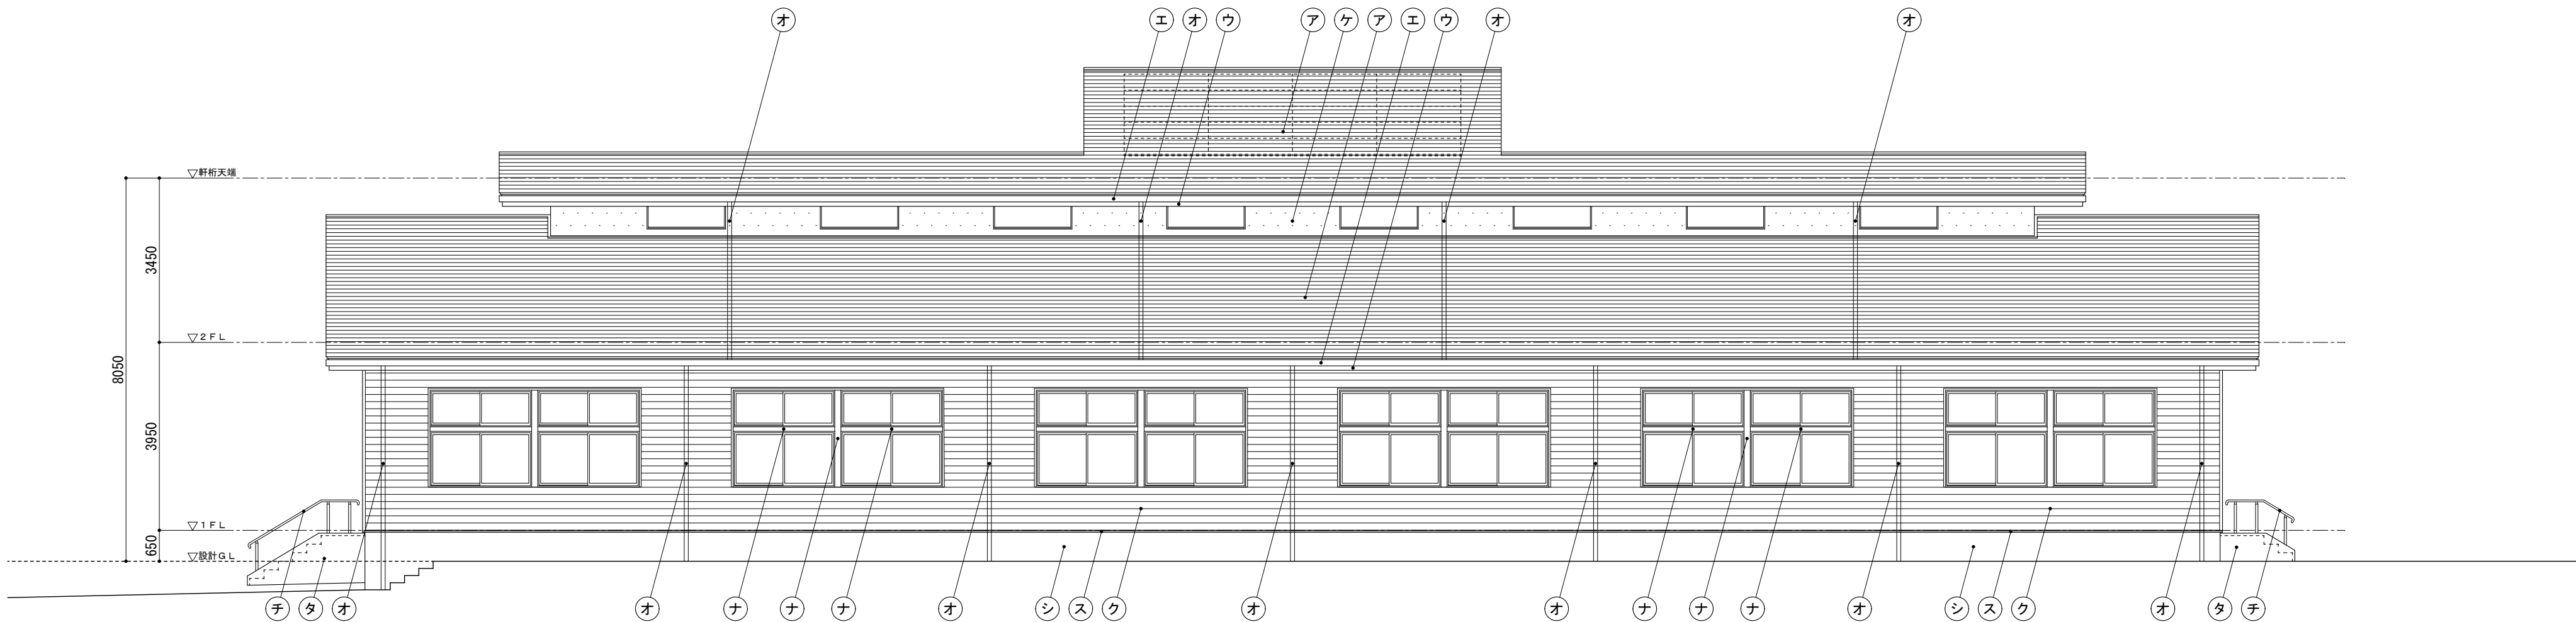 オ エ オ ウ ア ケ ア エ ウ オ オ
▽軒桁天端
3450
▽2FL
8050
3950
▽1FL
650
▽設計GL
チ タ オ オ ナ ナ ナ オ シ ス ク オ オ ナ ナ ナ オ シ ス ク オ タ チ